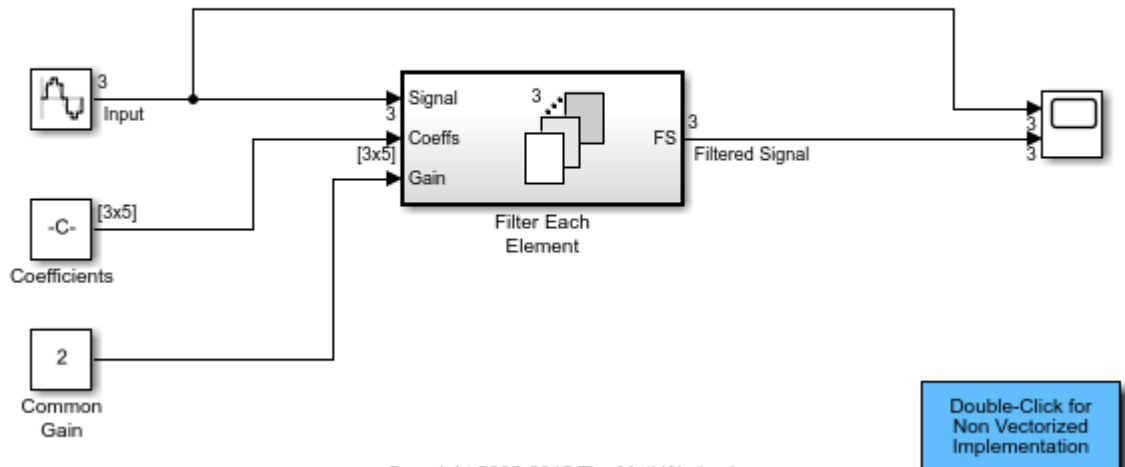 3
Input
Signal
3
Coeffs
[3x5]
Gain
3
FS
3
Filtered Signal
3
3
Filter Each
Element
-C-
[3x5]
Coefficients
2
Common
Gain
Double-Click for
Non Vectorized
Implementation